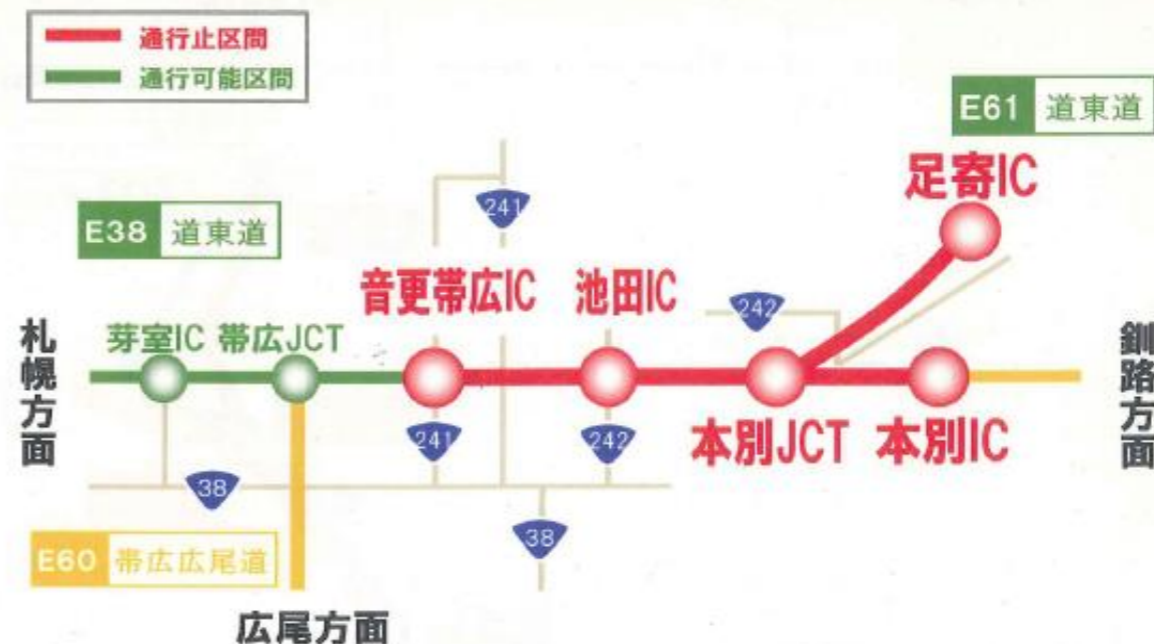 通行止区間
通行可能区間
E61 道東道
足寄IC
241
E38 道東道
音更帯広IC
池田IC
242
札幌方面
芽室IC
帯広JCT
釧路方面
241
242
本別JCT
本別IC
38
38
E60 帯広広尾道
広尾方面